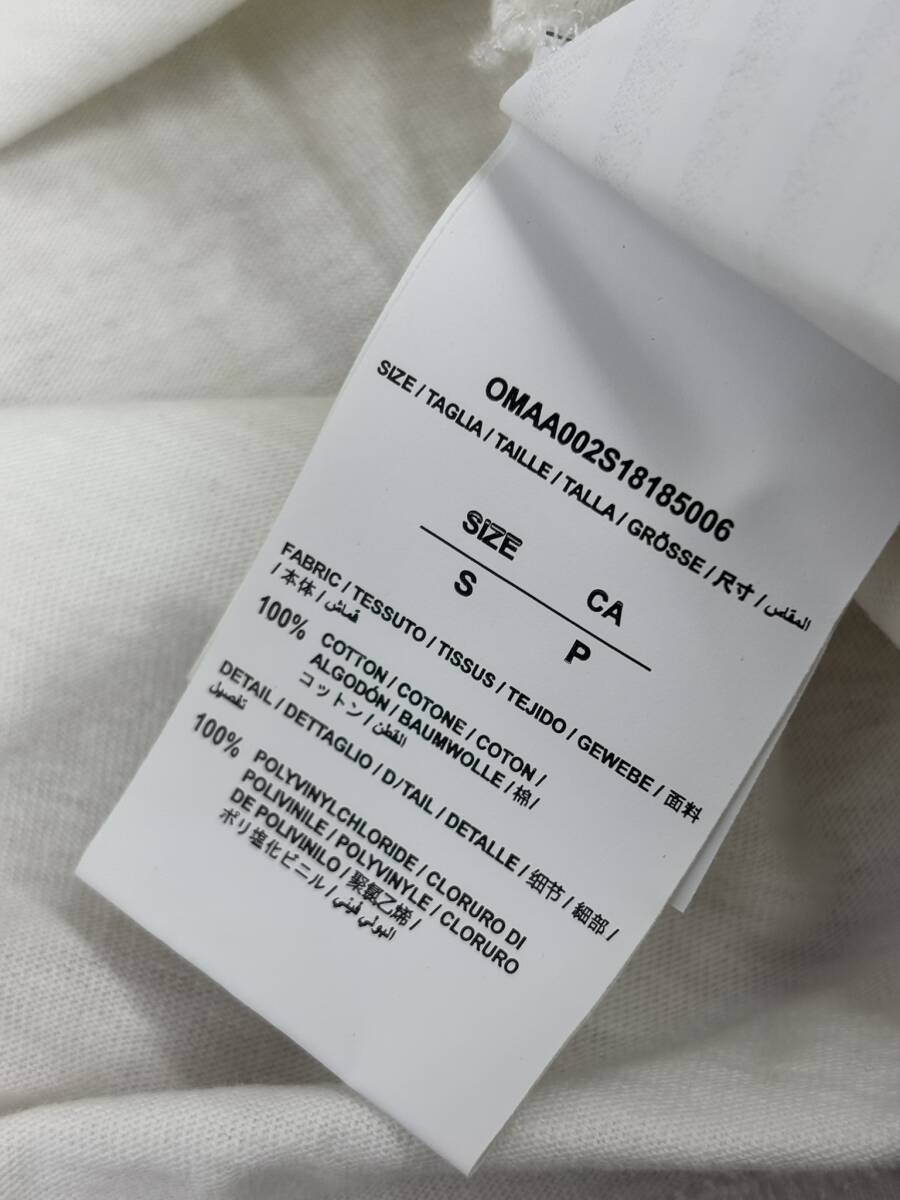 OMAA002S18185006
SIZE / TAGLIA / TAILLE / TALLA / GRÖSSE / 尺寸 / المقاس
SIZE CA
S P
FABRIC / TESSUTO / TISSUS / TEJIDO / GEWEBE / 面料
/ 本体 / قماش
100% COTTON / COTONE / COTON /
ALGODÓN / BAUMWOLLE / 棉 /
コットン / القطن
DETAIL / DETTAGLIO / D/TAIL / DETALLE / 细节 / 細部 /
تفصيل
100% POLYVINYLCHLORIDE / CLORURO DI
POLIVINILE / POLYVINYLE / CLORURO
DE POLIVINILO / 聚氯乙烯 /
ポリ塩化ビニル / البولي فيني